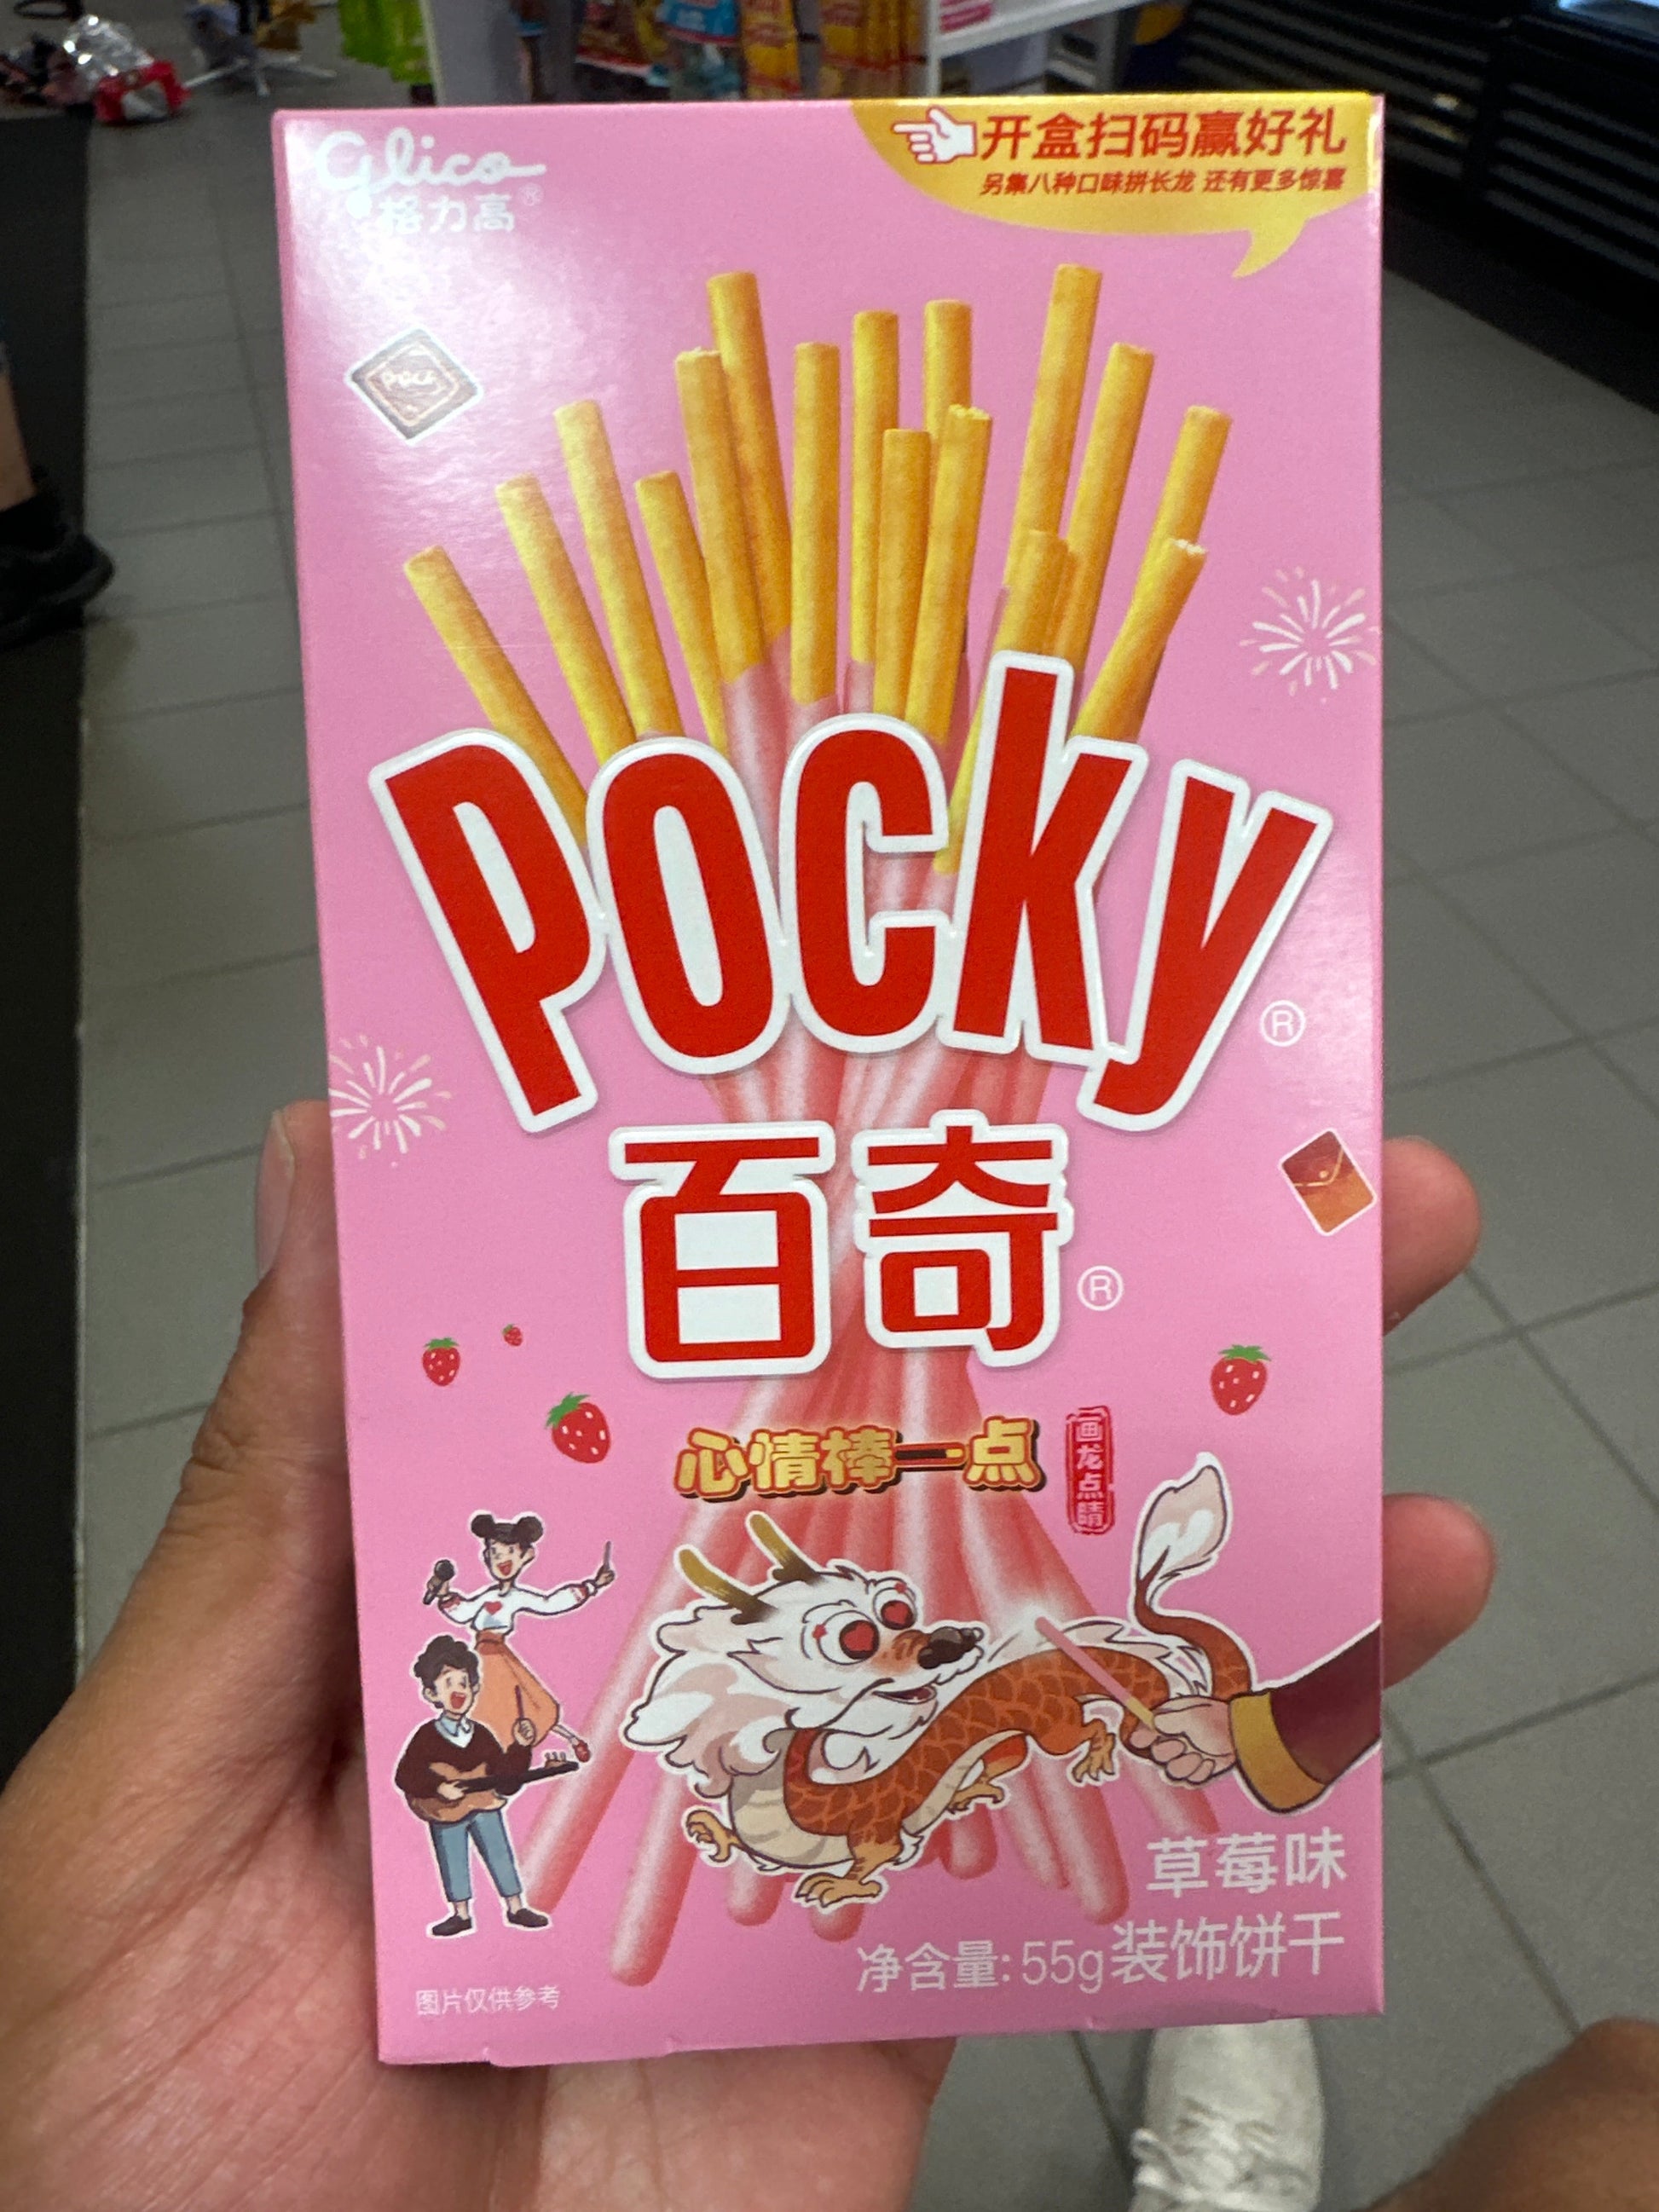 Glico
格力高®
开盒扫码赢好礼
另集八种口味拼长龙 还有更多惊喜
Pocky®
百奇®
心情棒一点
画龙点睛
草莓味
净含量:55g装饰饼干
图片仅供参考